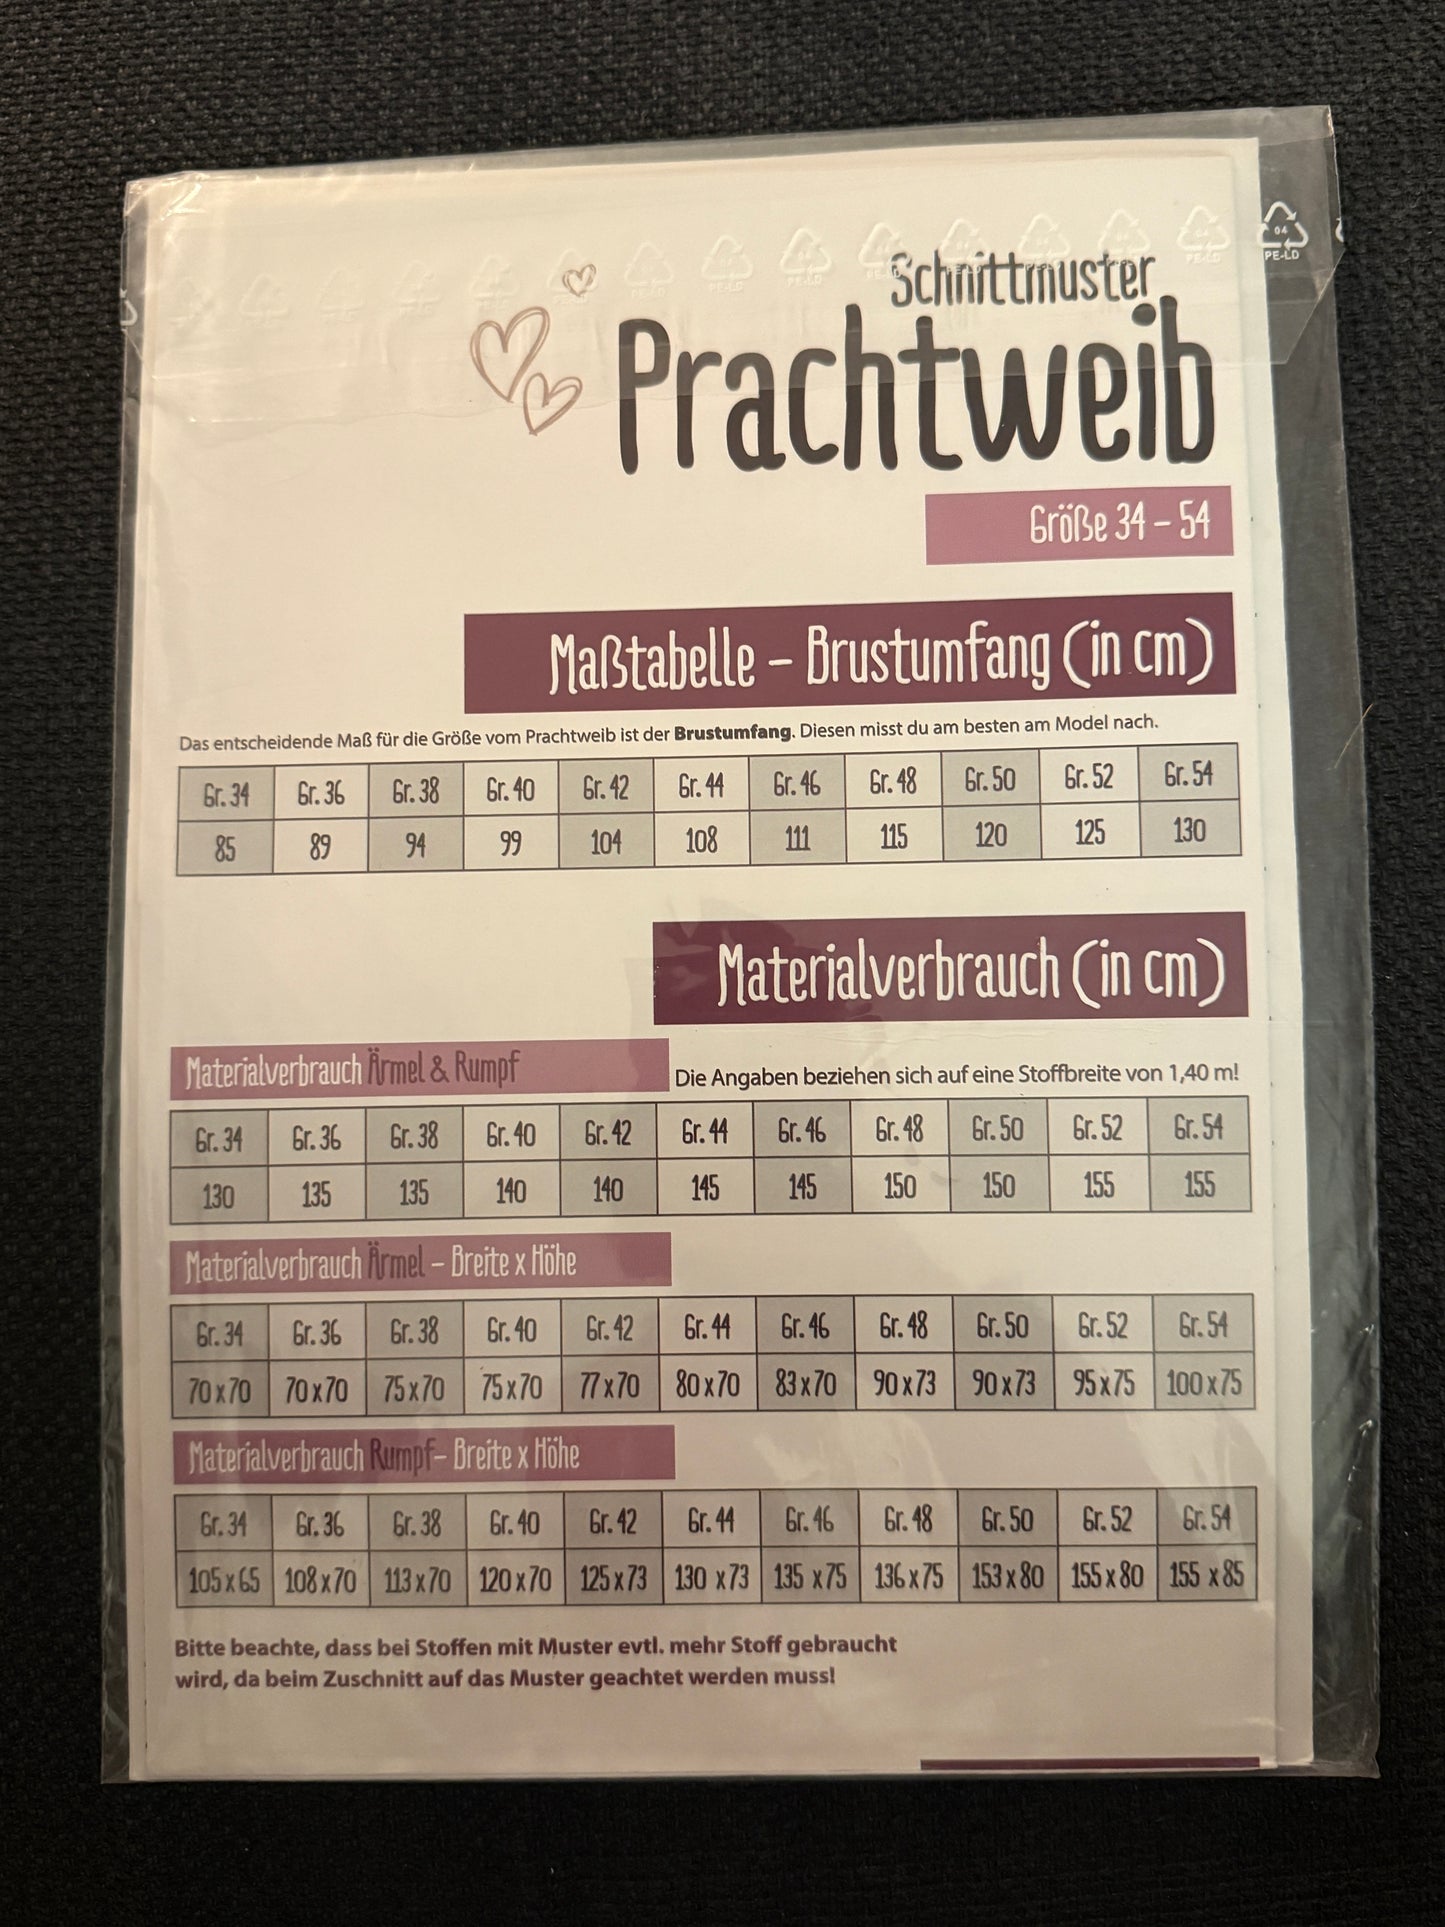 Schnittmuster
Prachtweib
Größe 34 – 54
Maßtabelle – Brustumfang (in cm)
Das entscheidende Maß für die Größe vom Prachtweib ist der Brustumfang. Diesen misst du am besten am Model nach.
Gr. 34 Gr. 36 Gr. 38 Gr. 40 Gr. 42 Gr. 44 Gr. 46 Gr. 48 Gr. 50 Gr. 52 Gr. 54
85 89 94 99 104 108 111 115 120 125 130
Materialverbrauch (in cm)
Materialverbrauch Ärmel & Rumpf Die Angaben beziehen sich auf eine Stoffbreite von 1,40 m!
Gr. 34 Gr. 36 Gr. 38 Gr. 40 Gr. 42 Gr. 44 Gr. 46 Gr. 48 Gr. 50 Gr. 52 Gr. 54
130 135 135 140 140 145 145 150 150 155 155
Materialverbrauch Ärmel – Breite x Höhe
Gr. 34 Gr. 36 Gr. 38 Gr. 40 Gr. 42 Gr. 44 Gr. 46 Gr. 48 Gr. 50 Gr. 52 Gr. 54
70 x 70 70 x 70 75 x 70 75 x 70 77 x 70 80 x 70 83 x 70 90 x 73 90 x 73 95 x 75 100 x 75
Materialverbrauch Rumpf– Breite x Höhe
Gr. 34 Gr. 36 Gr. 38 Gr. 40 Gr. 42 Gr. 44 Gr. 46 Gr. 48 Gr. 50 Gr. 52 Gr. 54
105 x 65 108 x 70 113 x 70 120 x 70 125 x 73 130 x 73 135 x 75 136 x 75 153 x 80 155 x 80 155 x 85
Bitte beachte, dass bei Stoffen mit Muster evtl. mehr Stoff gebraucht
wird, da beim Zuschnitt auf das Muster geachtet werden muss!
04
PE-LD